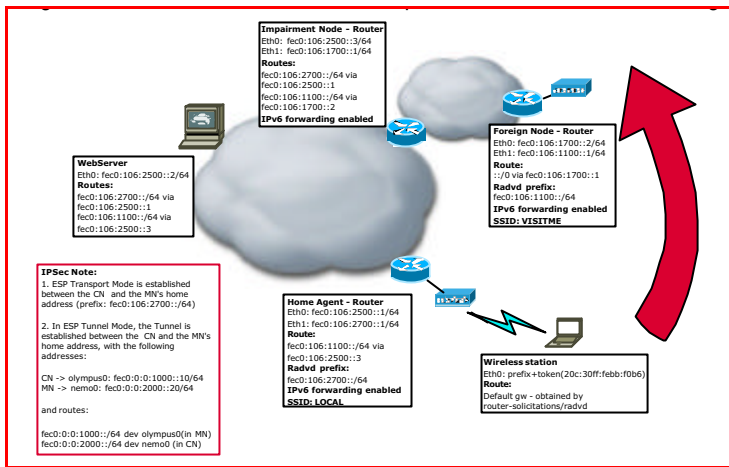 Impairment Node - Router
Eth0: fec0:106:2500::3/64
Eth1: fec0:106:1700::1/64
Routes:
fec0:106:2700::/64 via
fec0:106:2500::1
fec0:106:1100::/64 via
fec0:106:1700::2
IPv6 forwarding enabled
WebServer
Eth0: fec0:106:2500::2/64
Routes:
fec0:106:2700::/64 via
fec0:106:2500::1
fec0:106:1100::/64 via
fec0:106:2500::3
Foreign Node - Router
Eth0: fec0:106:1700::2/64
Eth1: fec0:106:1100::1/64
Route:
::/0 via fec0:106:1700::1
Radvd prefix:
fec0:106:1100::/64
IPv6 forwarding enabled
SSID: VISITME
IPSec Note:
1. ESP Transport Mode is established
between the CN and the MN's home
address (prefix: fec0:106:2700::/64)
2. In ESP Tunnel Mode, the Tunnel is
established between the CN and the MN's
home address, with the following
addresses:
CN -> olympus0: fec0:0:0:1000::10/64
MN -> nemo0: fec0:0:0:2000::20/64
and routes:
fec0:0:0:1000::/64 dev olympus0(in MN)
fec0:0:0:2000::/64 dev nemo0 (in CN)
Home Agent - Router
Eth0: fec0:106:2500::1/64
Eth1: fec0:106:2700::1/64
Route:
fec0:106:1100::/64 via
fec0:106:2500::3
Radvd prefix:
fec0:106:2700::/64
IPv6 forwarding enabled
SSID: LOCAL
Wireless station
Eth0: prefix+token(20c:30ff:febb:f0b6)
Route:
Default gw - obtained by
router-solicitations/radvd